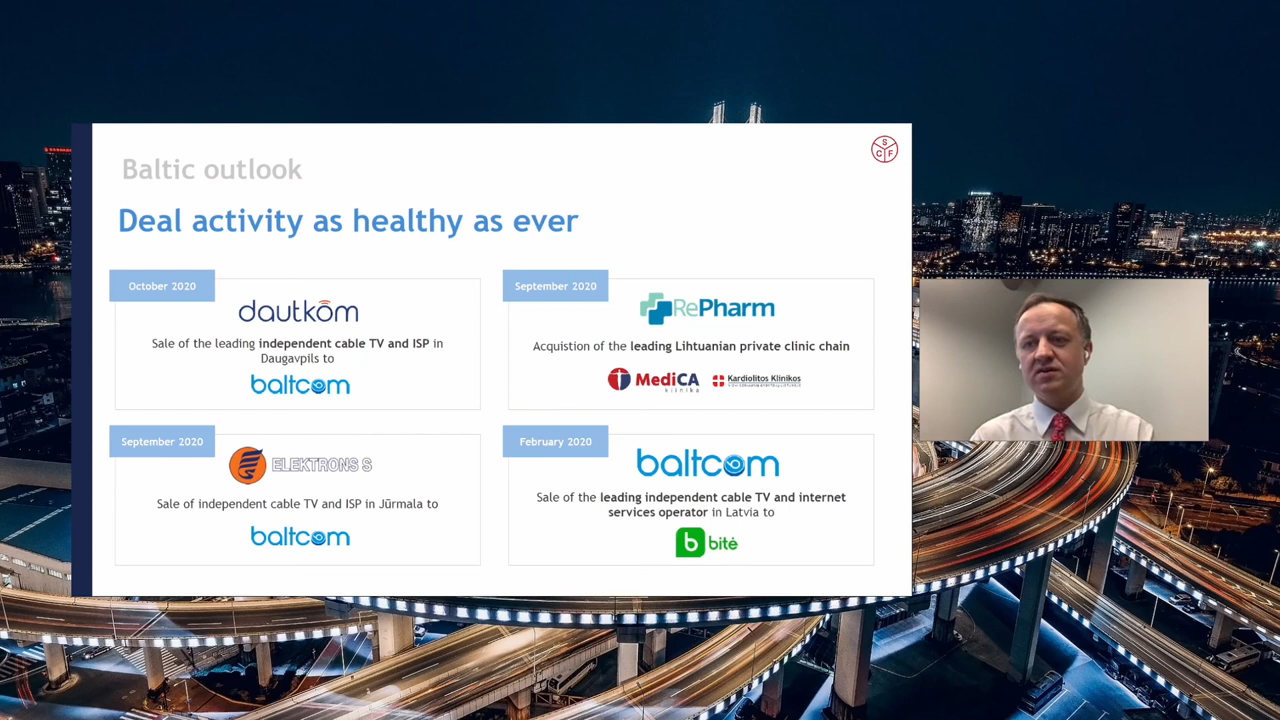 Baltic outlook
S
C F
Deal activity as healthy as ever
October 2020
dautkom
Sale of the leading independent cable TV and ISP in
Daugavpils to
baltcom
September 2020
RePharm
Acquistion of the leading Lihtuanian private clinic chain
MediCA
klinika
Kardiolitos Klinikos
September 2020
ELEKTRONS S
Sale of independent cable TV and ISP in Jūrmala to
baltcom
February 2020
baltcom
Sale of the leading independent cable TV and internet
services operator in Latvia to
b bitė